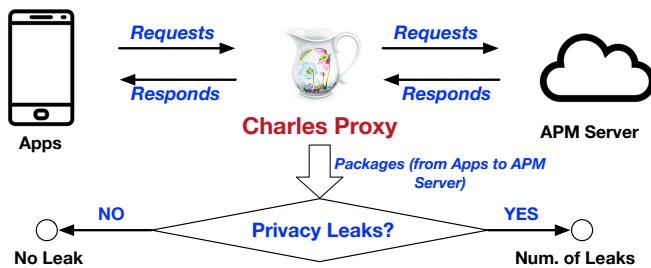 Requests
Requests
Responds
Responds
Apps
Charles Proxy
APM Server
Packages (from Apps to APM
Server)
NO
Privacy Leaks?
YES
No Leak
Num. of Leaks